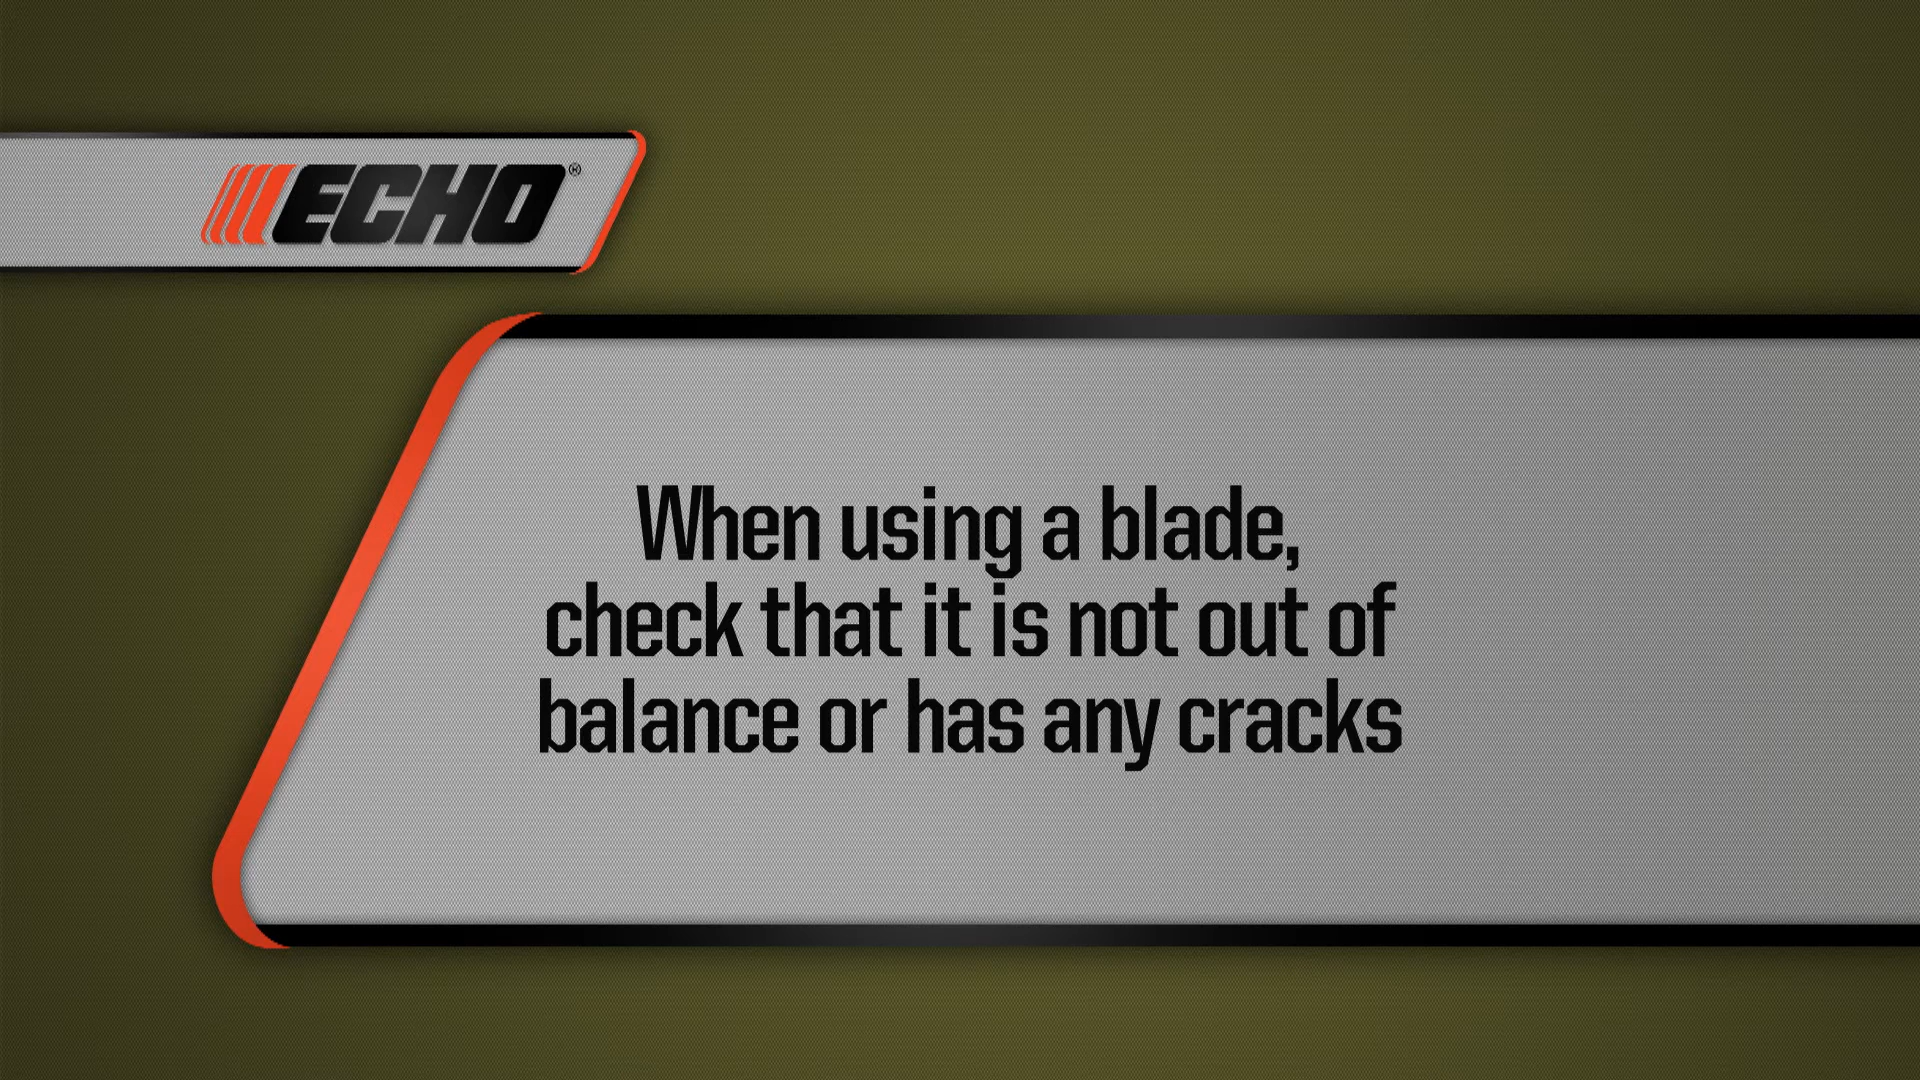 ECHO®
When using a blade,
check that it is not out of
balance or has any cracks